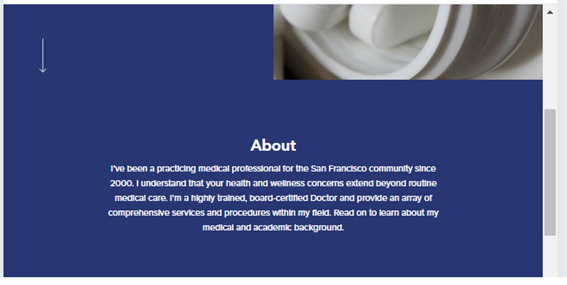 About
I've been a practicing medical professional for the San Francisco community since
2000. I understand that your health and wellness concerns extend beyond routine
medical care. I'm a highly trained, board-certified Doctor and provide an array of
comprehensive services and procedures within my field. Read on to learn about my
medical and academic background.